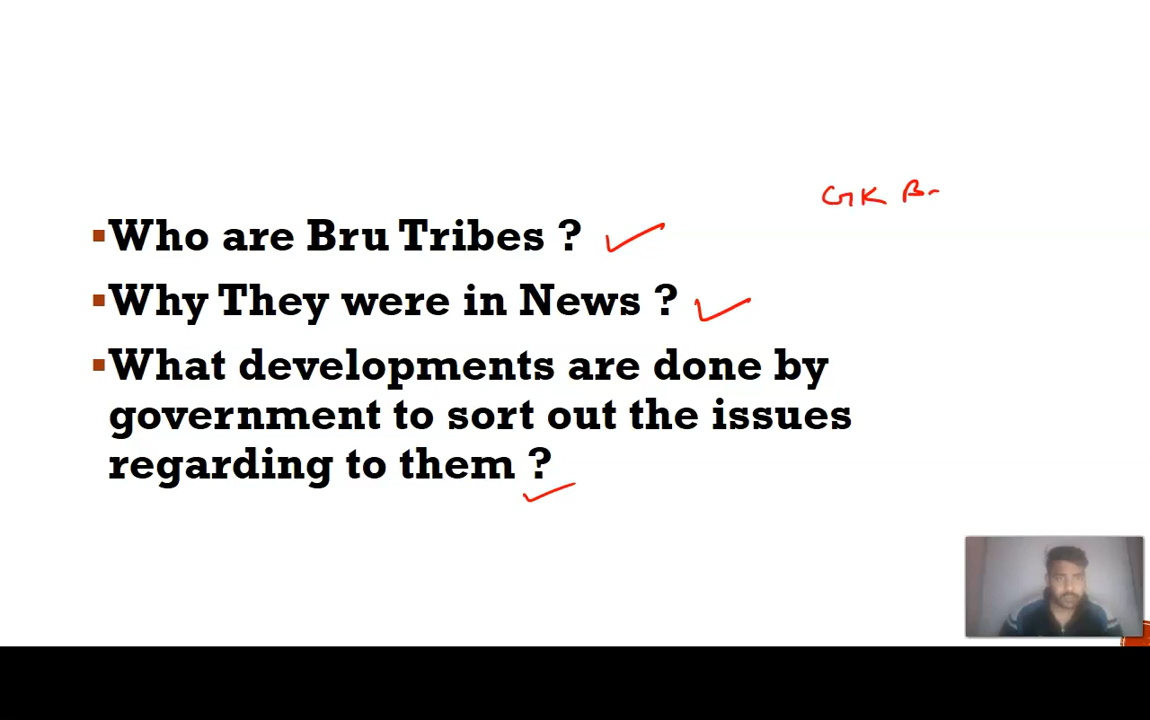 GK
Who are Bru Tribes ?
Why They were in News ?
What developments are done by
government to sort out the issues
regarding to them ?